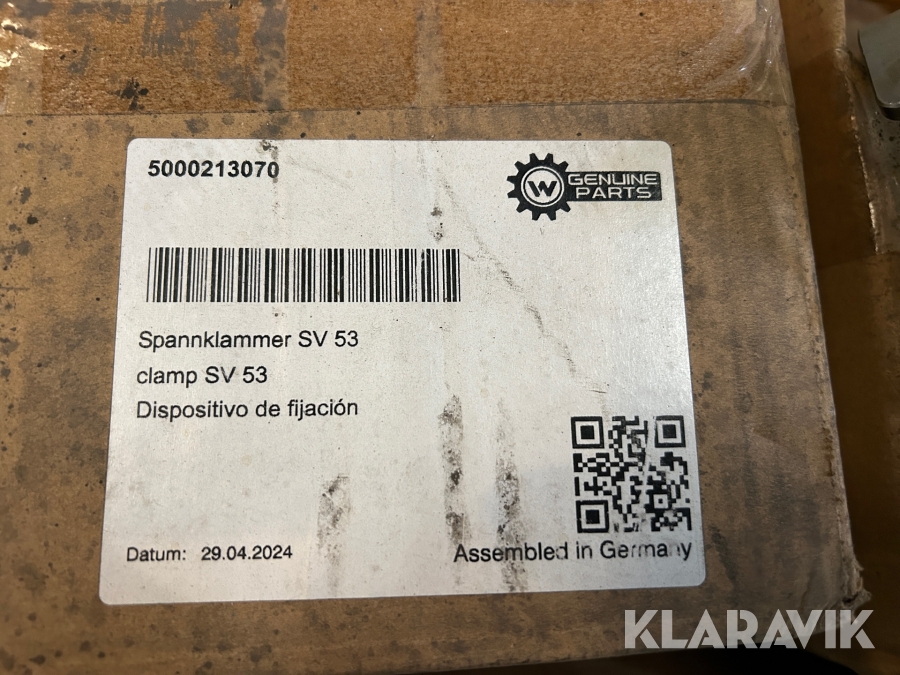 5000213070
W GENUINE
PARTS
Spannklammer SV 53
clamp SV 53
Dispositivo de fijación
Datum: 29.04.2024
Assembled in Germany
KLARAVIK